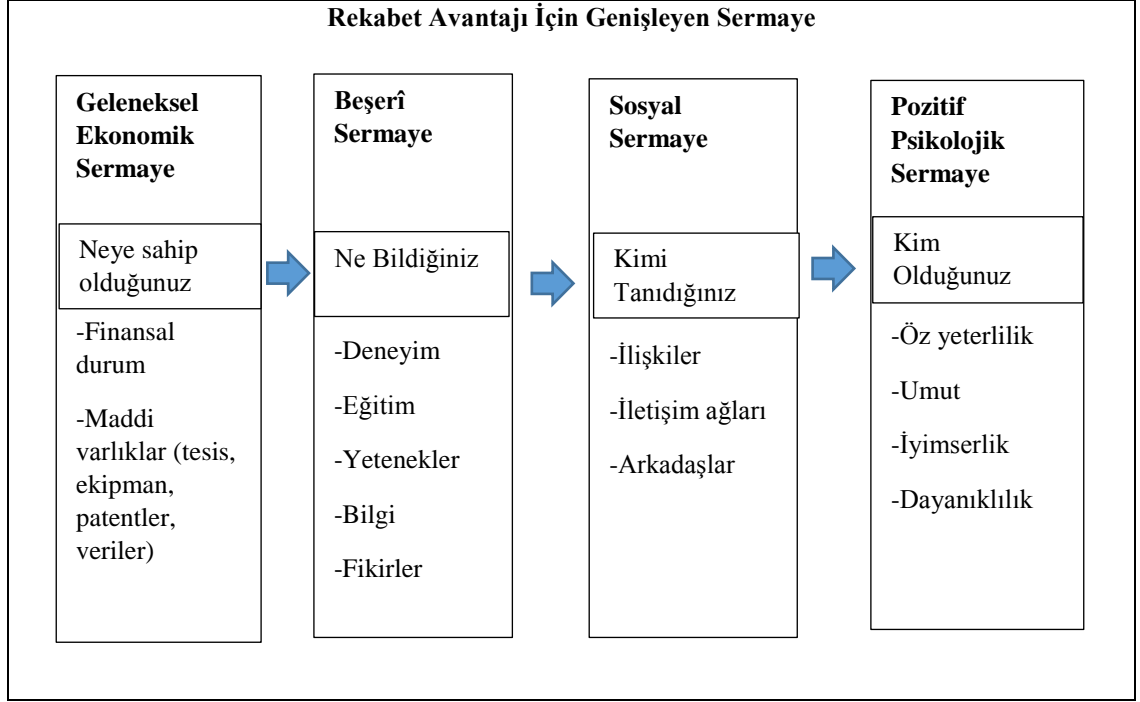 Rekabet Avantajı İçin Genişleyen Sermaye
Geleneksel
Ekonomik
Sermaye
Neye sahip
olduğunuz
-Finansal
durum
-Maddi
varlıklar (tesis,
ekipman,
patentler,
veriler)
Beşerî
Sermaye
Ne Bildiğiniz
-Deneyim
-Eğitim
-Yetenekler
-Bilgi
-Fikirler
Sosyal
Sermaye
Kimi
Tanıdığınız
-İlişkiler
-İletişim ağları
-Arkadaşlar
Pozitif
Psikolojik
Sermaye
Kim
Olduğunuz
-Öz yeterlilik
-Umut
-İyimserlik
-Dayanıklılık